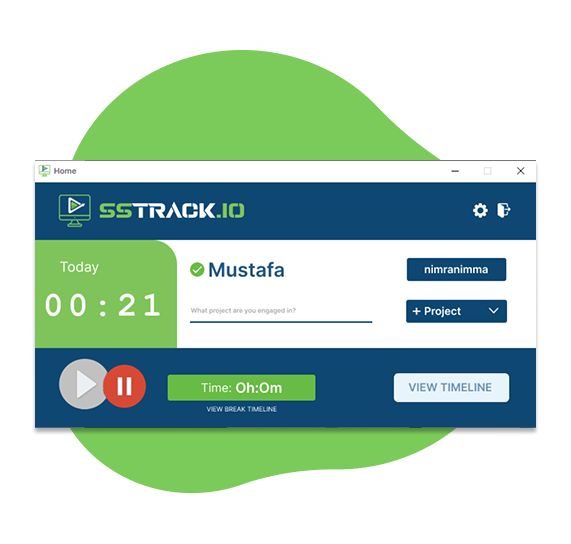 Home
SSTRACK.IO
Today
00:21
Mustafa
nimranimma
What project are you engaged in?
+ Project
Time: Oh:Om
VIEW BREAK TIMELINE
VIEW TIMELINE